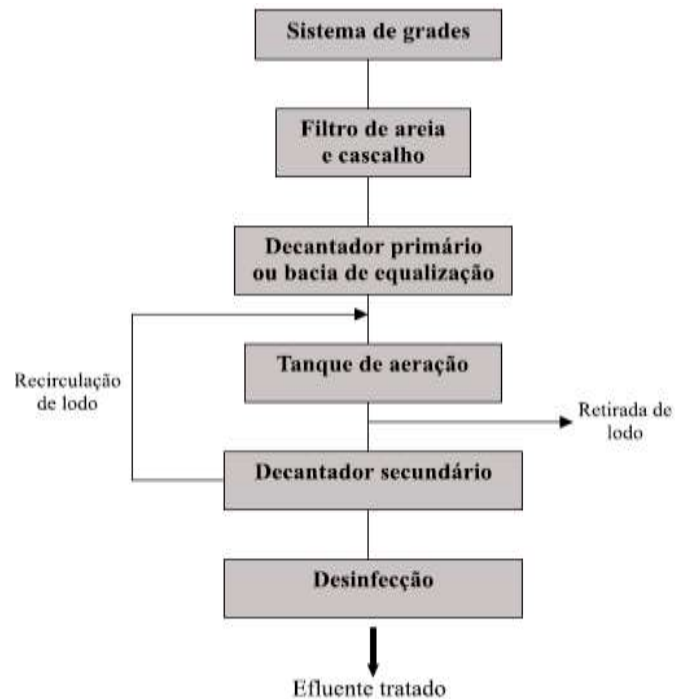 Sistema de grades
Filtro de areia
e cascalho
Decantador primário
ou bacia de equalização
Tanque de aeração
Recirculação
de lodo
Retirada de
lodo
Decantador secundário
Desinfecção
Efluente tratado